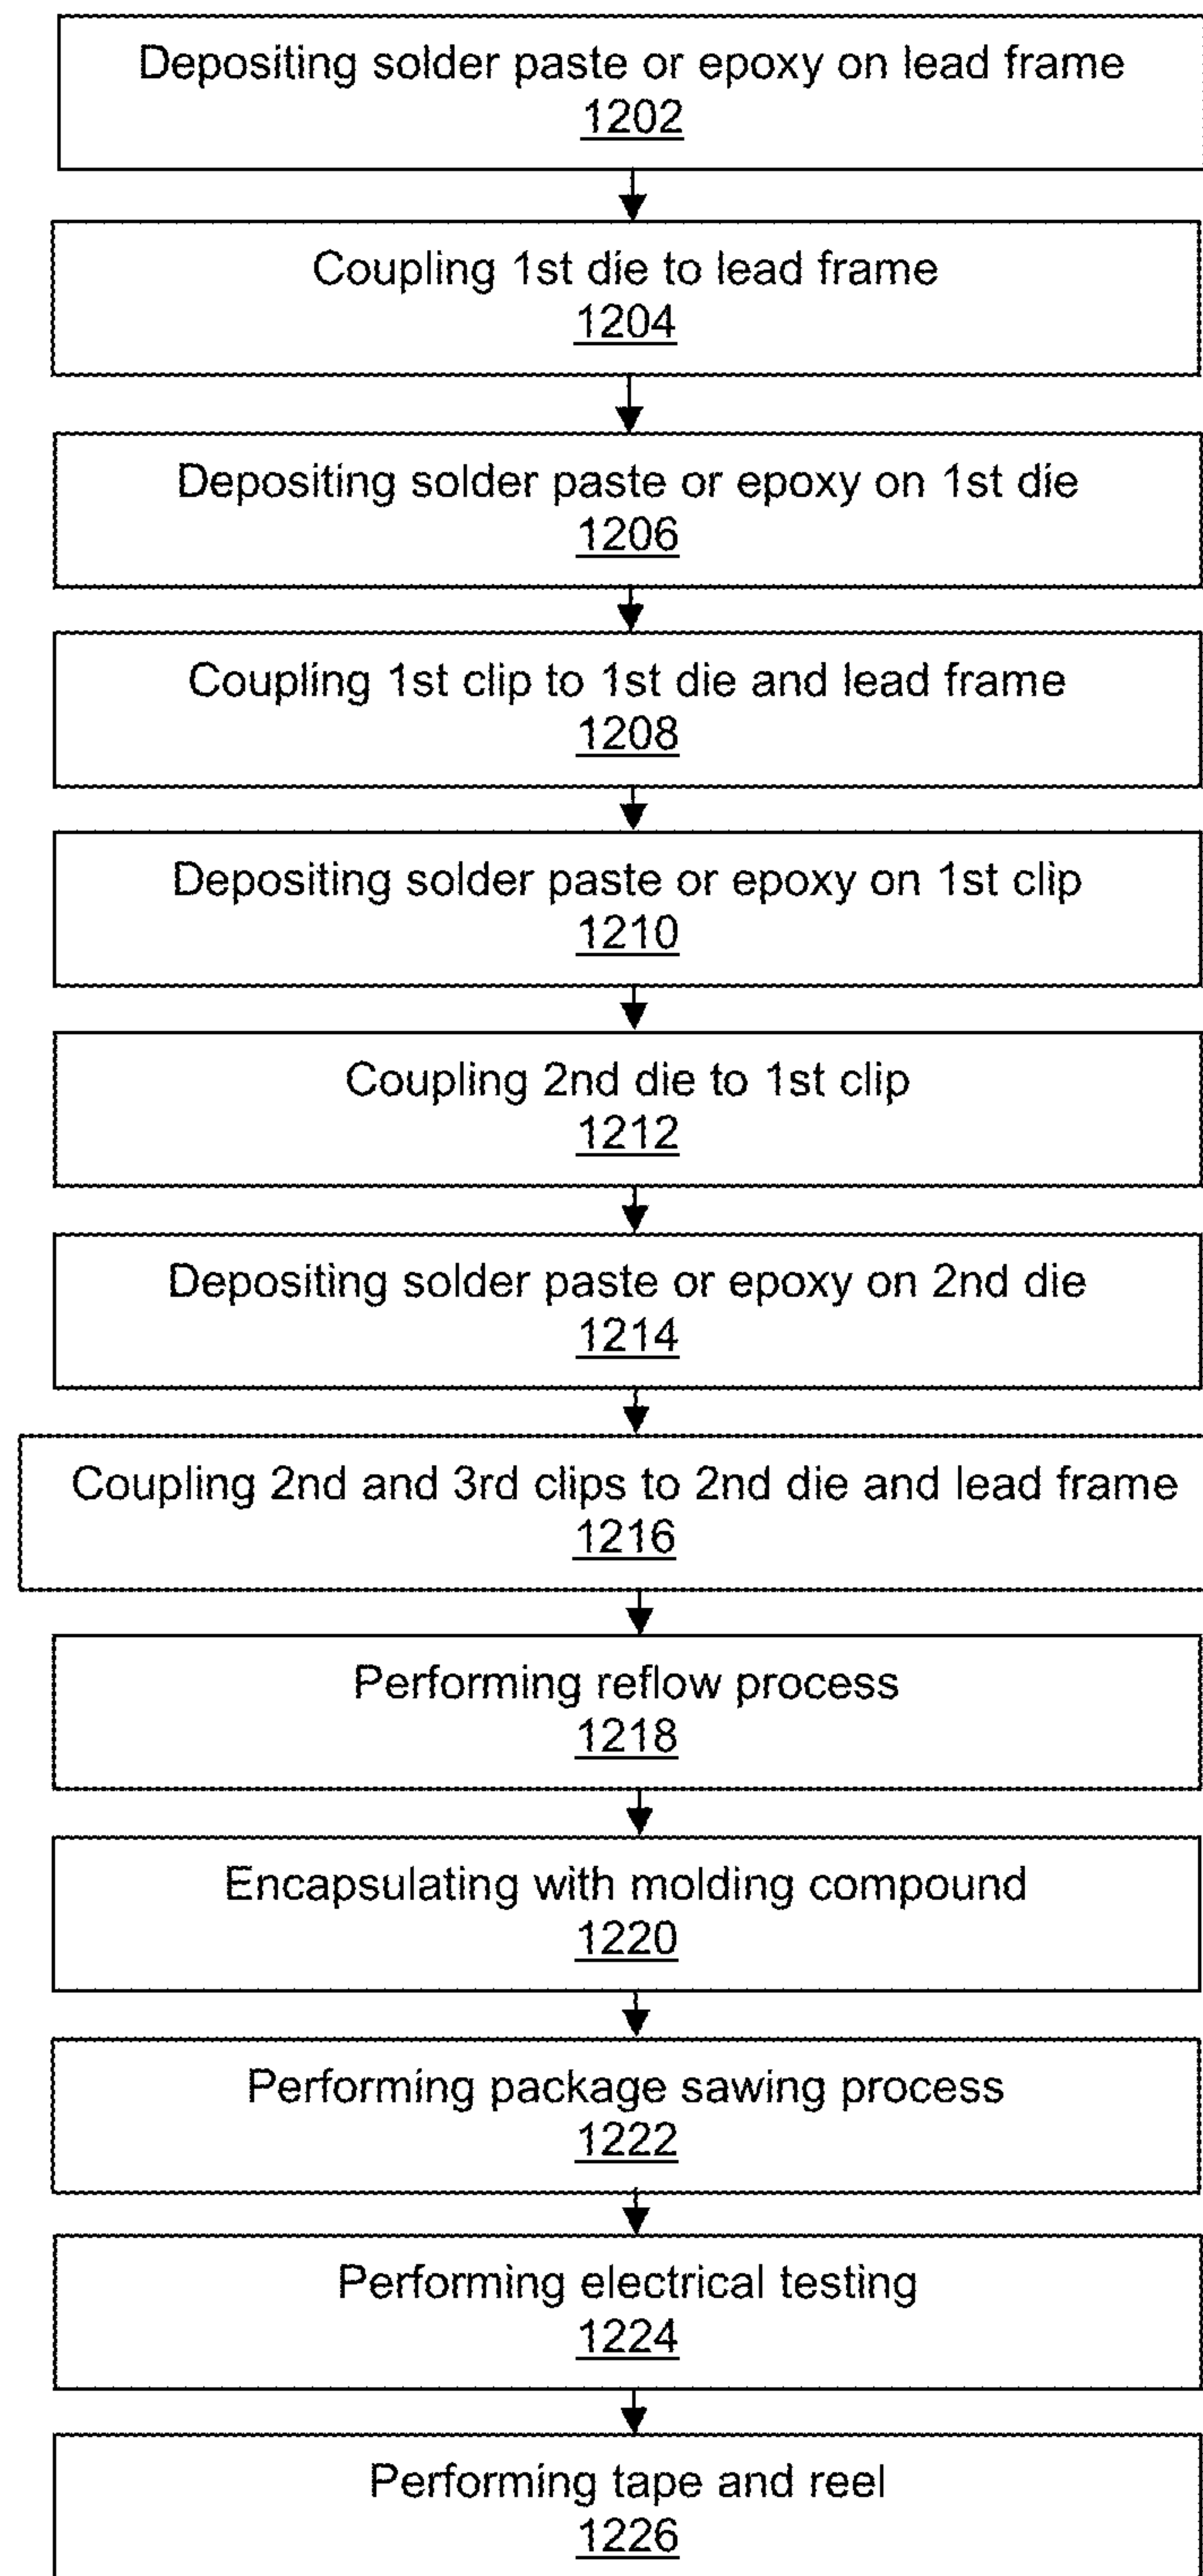 Depositing solder paste or epoxy on lead frame
1202
Coupling 1st die to lead frame
1204
Depositing solder paste or epoxy on 1st die
1206
Coupling 1st clip to 1st die and lead frame
1208
Depositing solder paste or epoxy on 1st clip
1210
Coupling 2nd die to 1st clip
1212
Depositing solder paste or epoxy on 2nd die
1214
Coupling 2nd and 3rd clips to 2nd die and lead frame
1216
Performing reflow process
1218
Encapsulating with molding compound
1220
Performing package sawing process
1222
Performing electrical testing
1224
Performing tape and reel
1226